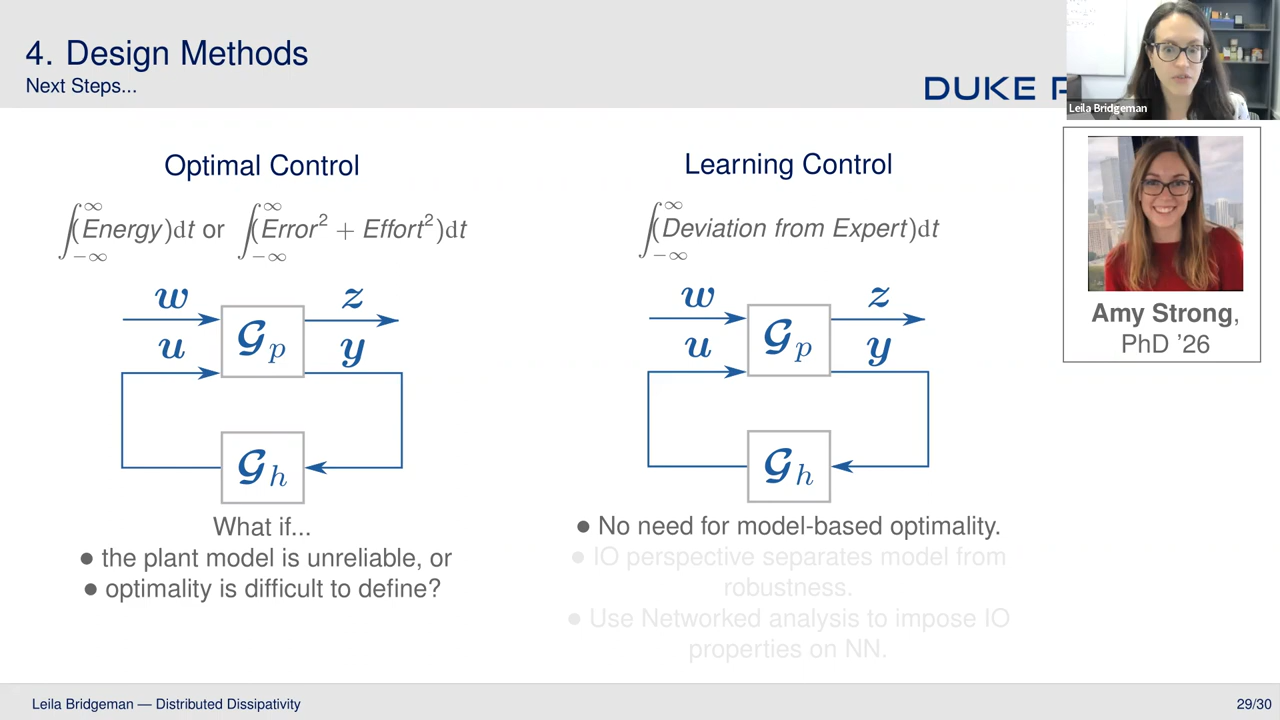 4. Design Methods
Next Steps...
DUKE
Leila Bridgeman
Optimal Control
∫_{-∞}^{∞}(Energy)dt or ∫_{-∞}^{∞}(Error² + Effort²)dt
w
z
u
𝓖p
y
𝓖h
What if...
● the plant model is unreliable, or
● optimality is difficult to define?
Learning Control
∫_{-∞}^{∞}(Deviation from Expert)dt
w
z
u
𝓖p
y
𝓖h
● No need for model-based optimality.
● IO perspective separates model from
robustness.
● Use Networked analysis to impose IO
properties on NN.
Amy Strong,
PhD ’26
Leila Bridgeman — Distributed Dissipativity
29/30